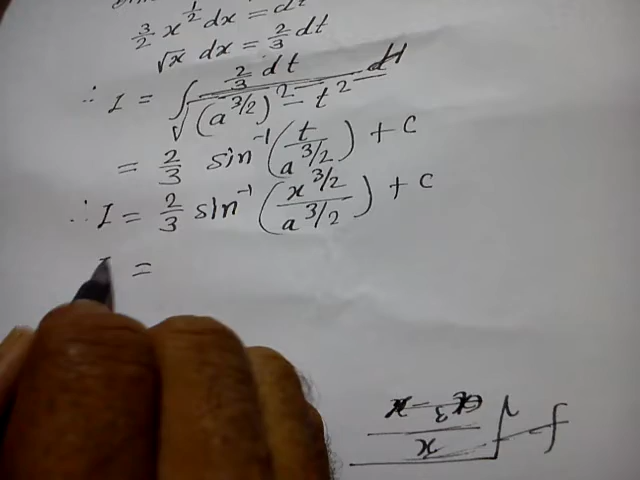 3/2 x^1/2 dx = dt
√x dx = 2/3 dt
∴ I = ∫ 2/3 dt / √((a^3/2)^2 - t^2)
= 2/3 sin^-1 (t / a^3/2) + c
∴ I = 2/3 sin^-1 (x^3/2 / a^3/2) + c
I =